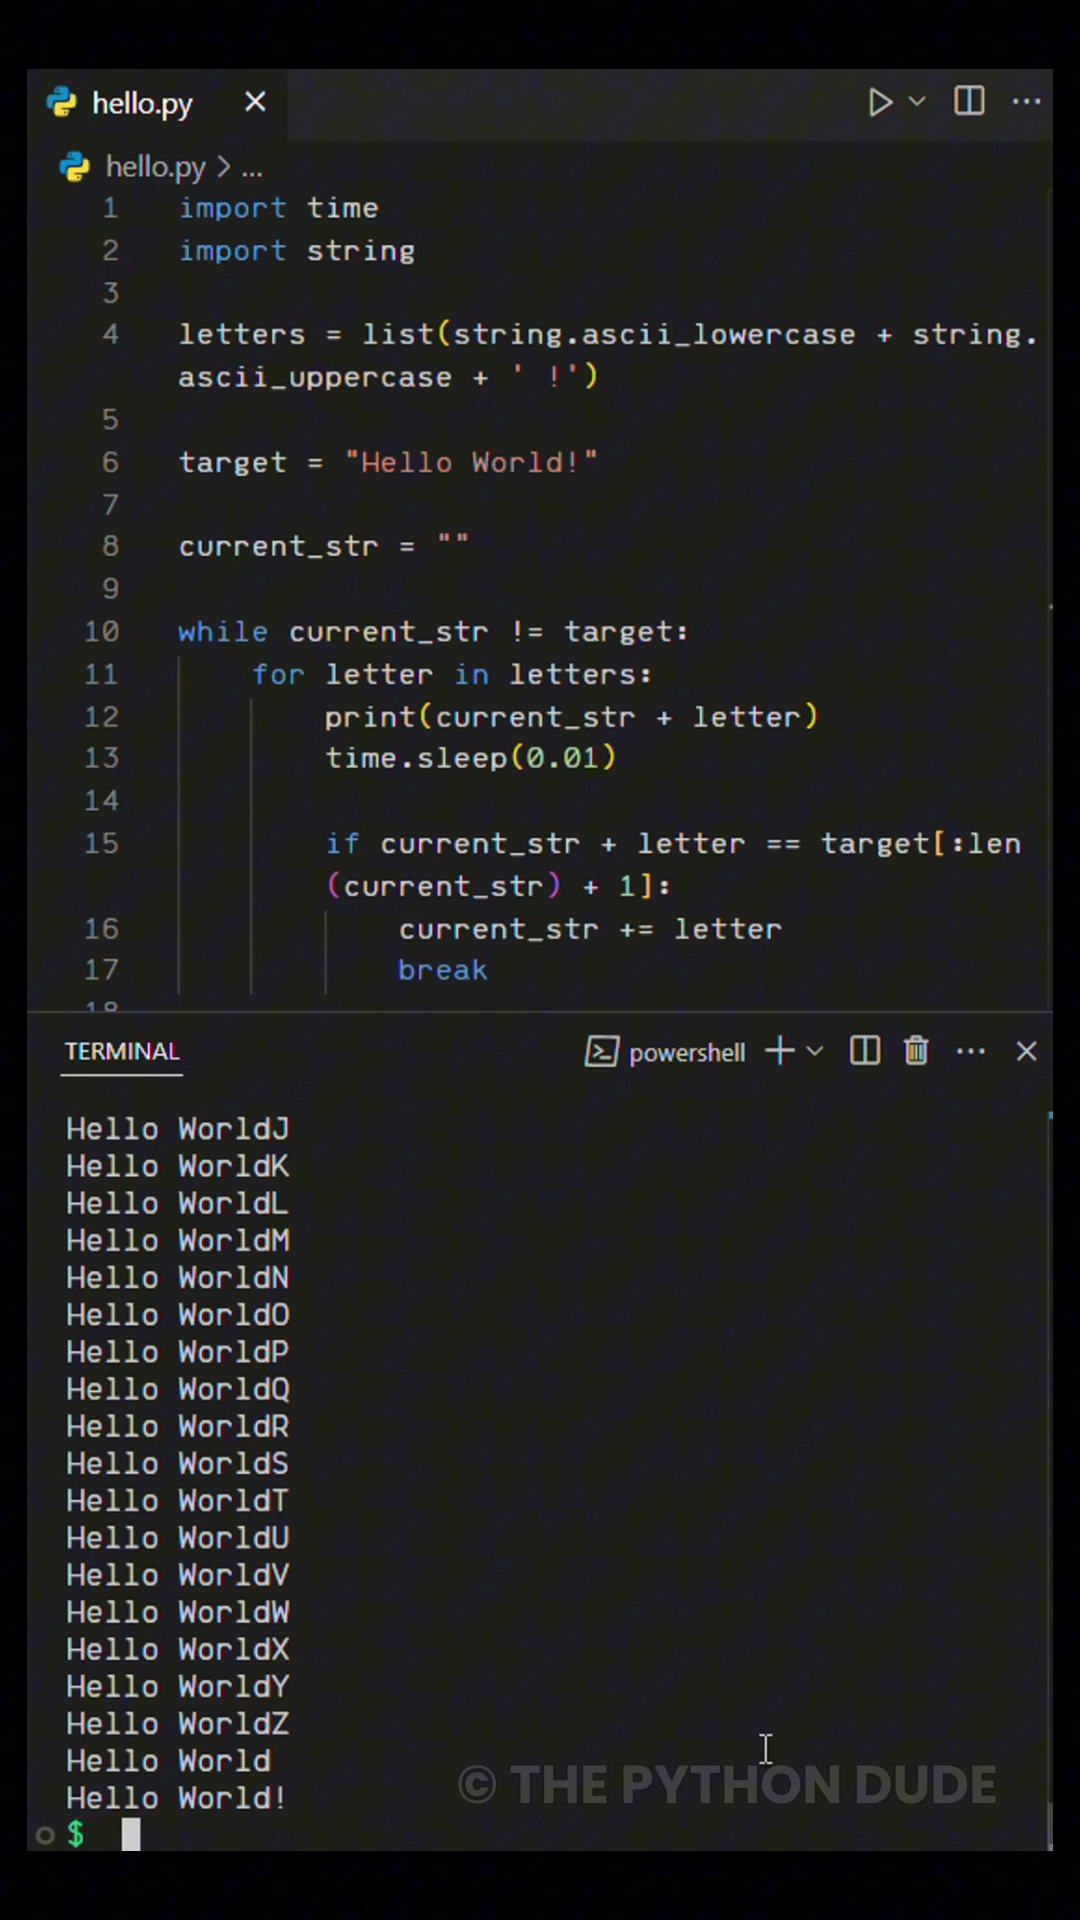 hello.py
hello.py > ...
1 import time
2 import string
3
4 letters = list(string.ascii_lowercase + string.
ascii_uppercase + ' !')
5
6 target = "Hello World!"
7
8 current_str = ""
9
10 while current_str != target:
11 for letter in letters:
12 print(current_str + letter)
13 time.sleep(0.01)
14
15 if current_str + letter == target[:len
(current_str) + 1]:
16 current_str += letter
17 break
18
TERMINAL
powershell
Hello WorldJ
Hello WorldK
Hello WorldL
Hello WorldM
Hello WorldN
Hello WorldO
Hello WorldP
Hello WorldQ
Hello WorldR
Hello WorldS
Hello WorldT
Hello WorldU
Hello WorldV
Hello WorldW
Hello WorldX
Hello WorldY
Hello WorldZ
Hello World
Hello World!
© THE PYTHON DUDE
$